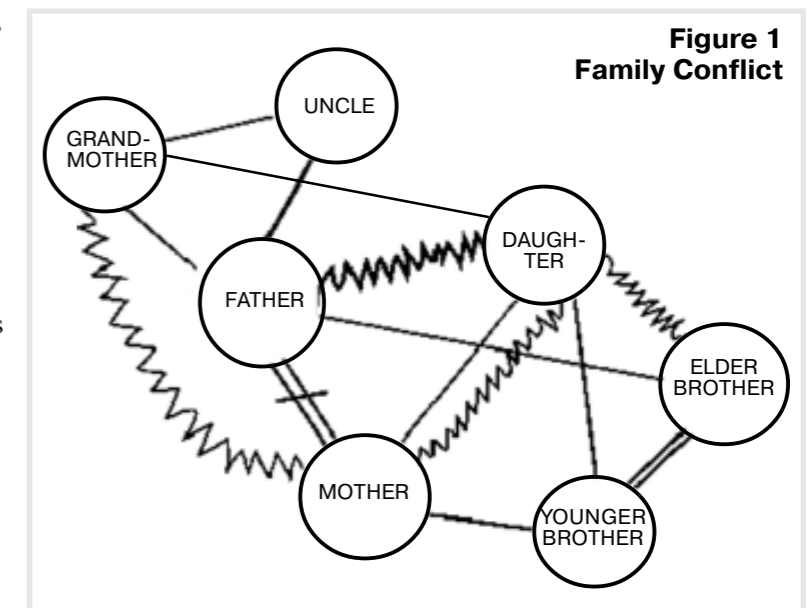 Figure 1
Family Conflict
UNCLE
GRAND-
MOTHER
DAUGH-
TER
FATHER
ELDER
BROTHER
MOTHER
YOUNGER
BROTHER